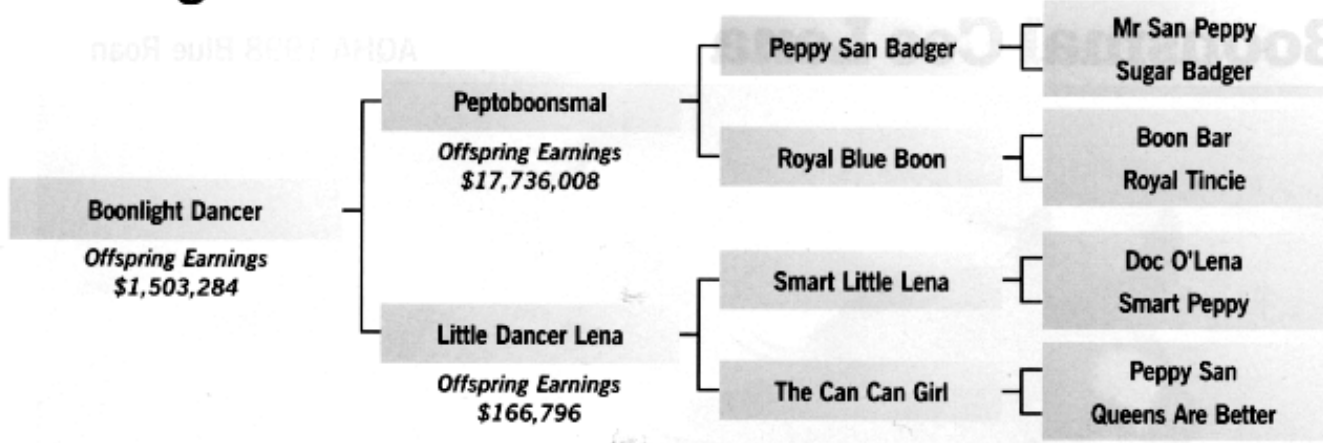 Boonlight Dancer
Offspring Earnings
$1,503,284
Peptoboonsmal
Offspring Earnings
$17,736,008
Little Dancer Lena
Offspring Earnings
$166,796
Peppy San Badger
Royal Blue Boon
Smart Little Lena
The Can Can Girl
Mr San Peppy
Sugar Badger
Boon Bar
Royal Tincie
Doc O'Lena
Smart Peppy
Peppy San
Queens Are Better